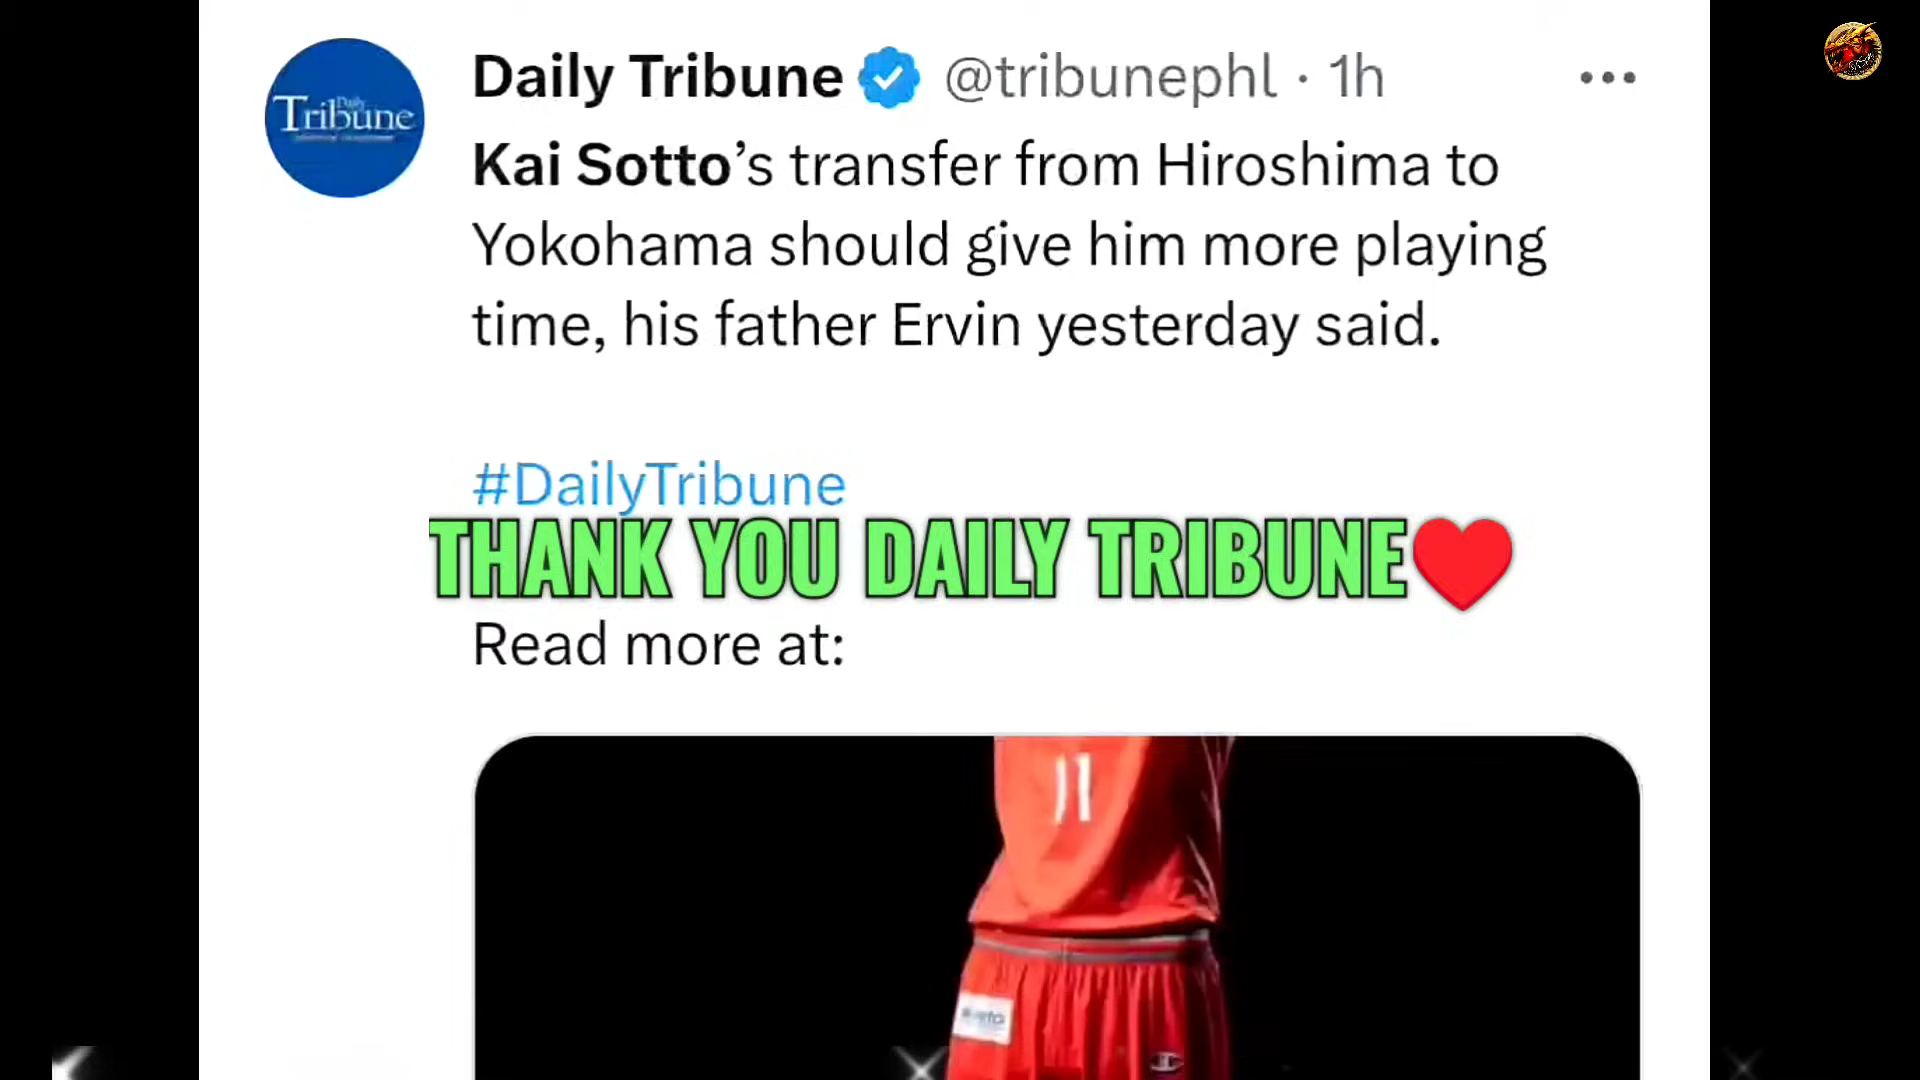 Daily Tribune @tribunephl · 1h
Daily
Tribune
Kai Sotto’s transfer from Hiroshima to
Yokohama should give him more playing
time, his father Ervin yesterday said.
#DailyTribune
THANK YOU DAILY TRIBUNE
Read more at:
11